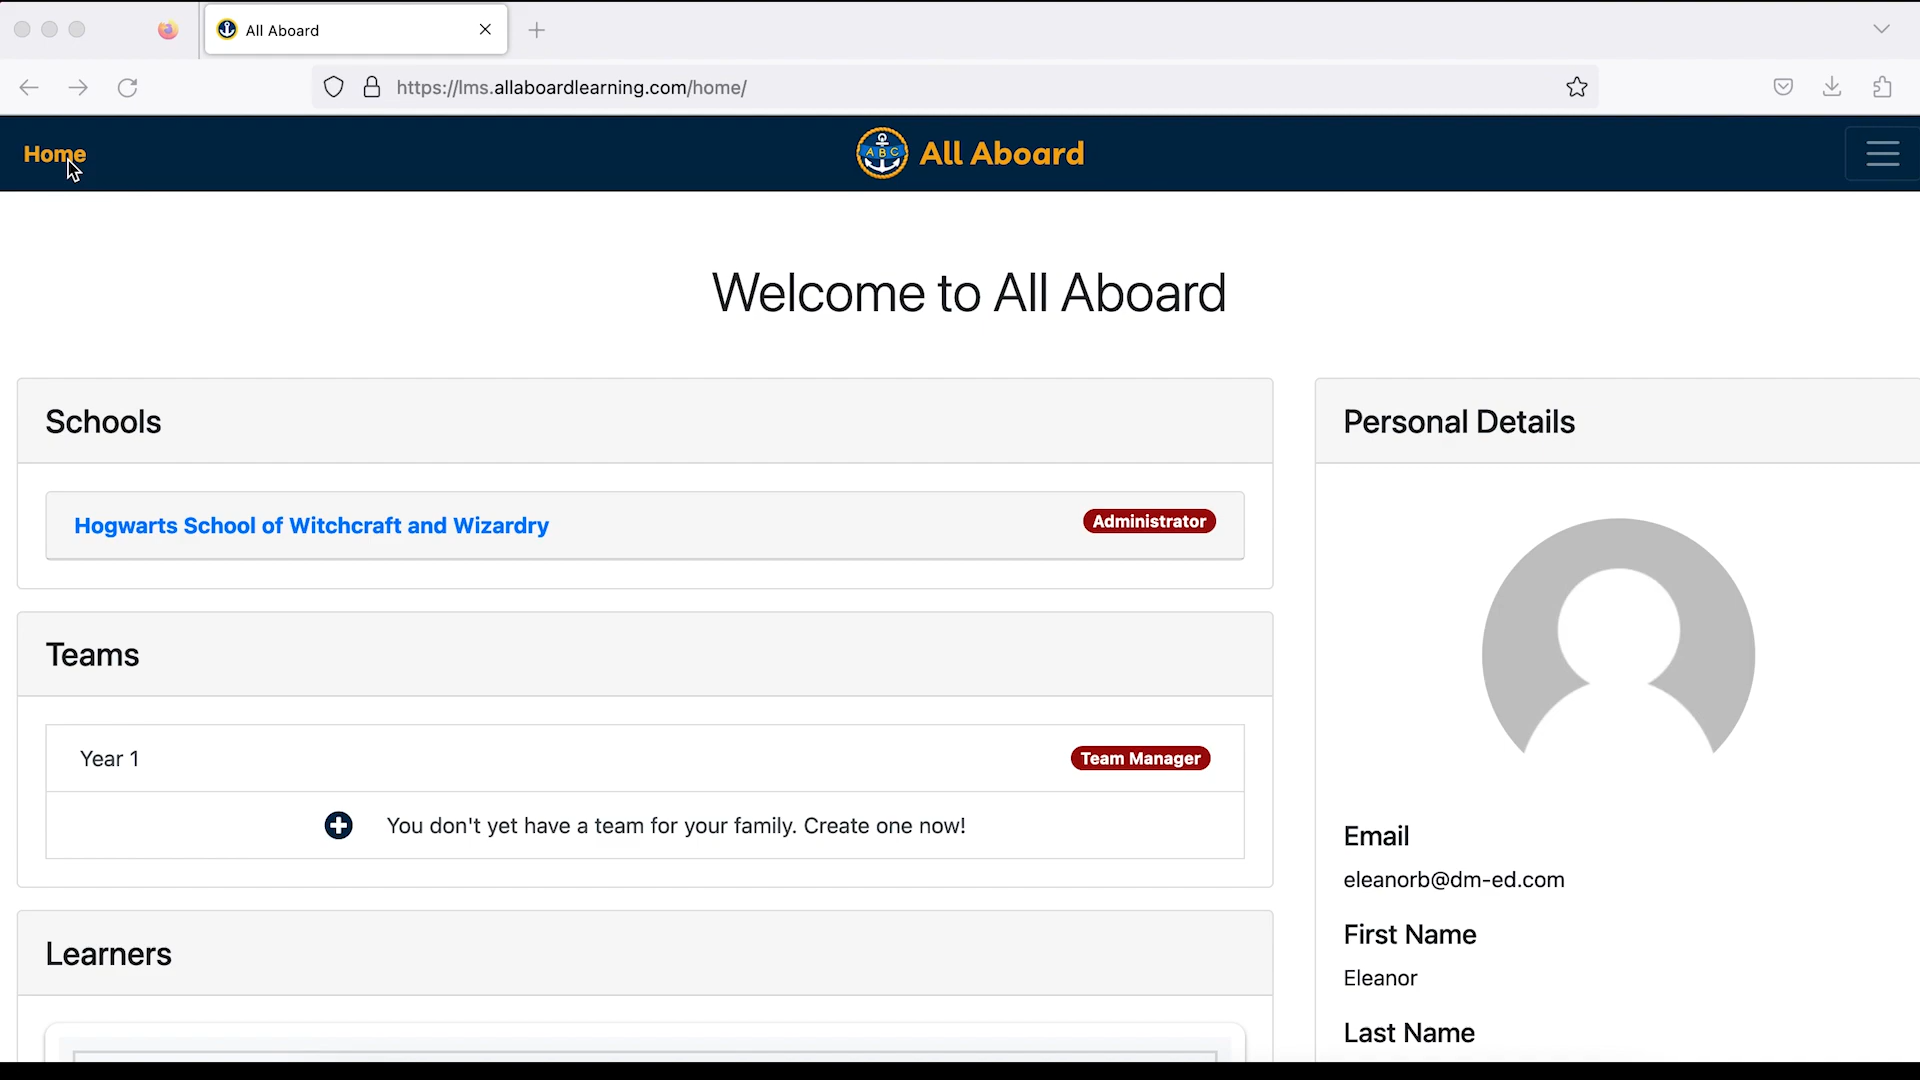 All Aboard
https://lms.allaboardlearning.com/home/
Home
ABC
All Aboard
Welcome to All Aboard
Schools
Hogwarts School of Witchcraft and Wizardry
Administrator
Teams
Year 1
Team Manager
You don't yet have a team for your family. Create one now!
Learners
Personal Details
Email
eleanorb@dm-ed.com
First Name
Eleanor
Last Name